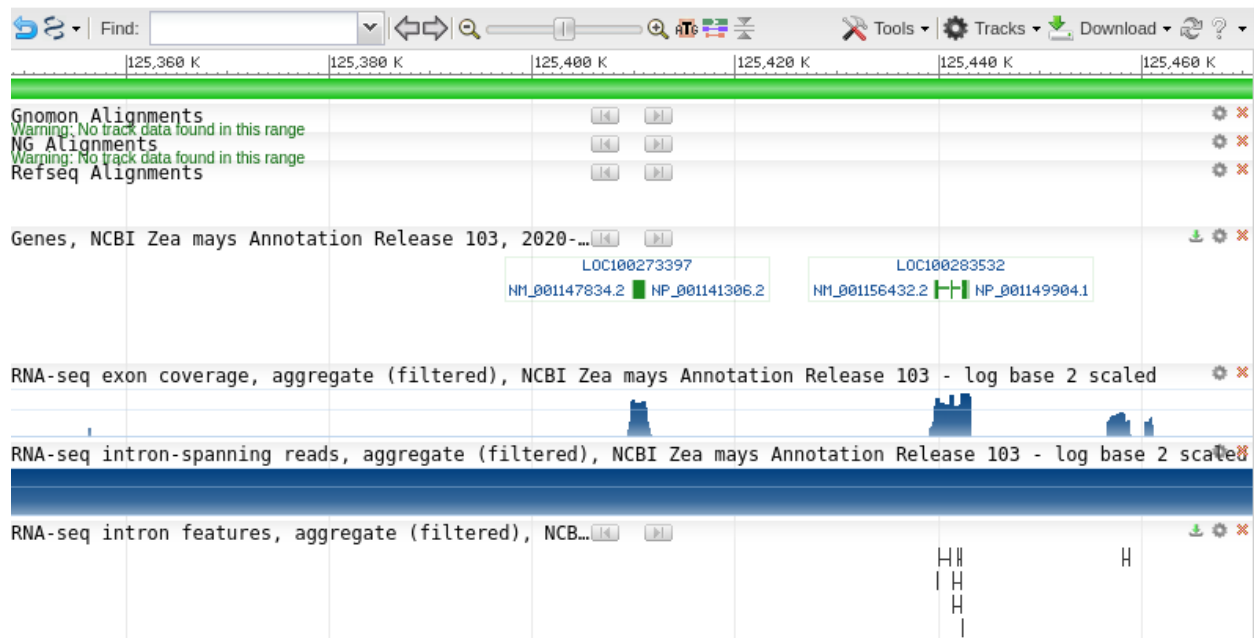 Find:
Tools Tracks Download ?
ATG
125,360 K 125,380 K 125,400 K 125,420 K 125,440 K 125,460 K
Gnomon Alignments
Warning: No track data found in this range
NG Alignments
Warning: No track data found in this range
Refseq Alignments
Genes, NCBI Zea mays Annotation Release 103, 2020-…
LOC100273397 LOC100283532
NM_001147834.2 NP_001141306.2 NM_001156432.2 NP_001149904.1
RNA-seq exon coverage, aggregate (filtered), NCBI Zea mays Annotation Release 103 - log base 2 scaled
RNA-seq intron-spanning reads, aggregate (filtered), NCBI Zea mays Annotation Release 103 - log base 2 scaled
RNA-seq intron features, aggregate (filtered), NCB…